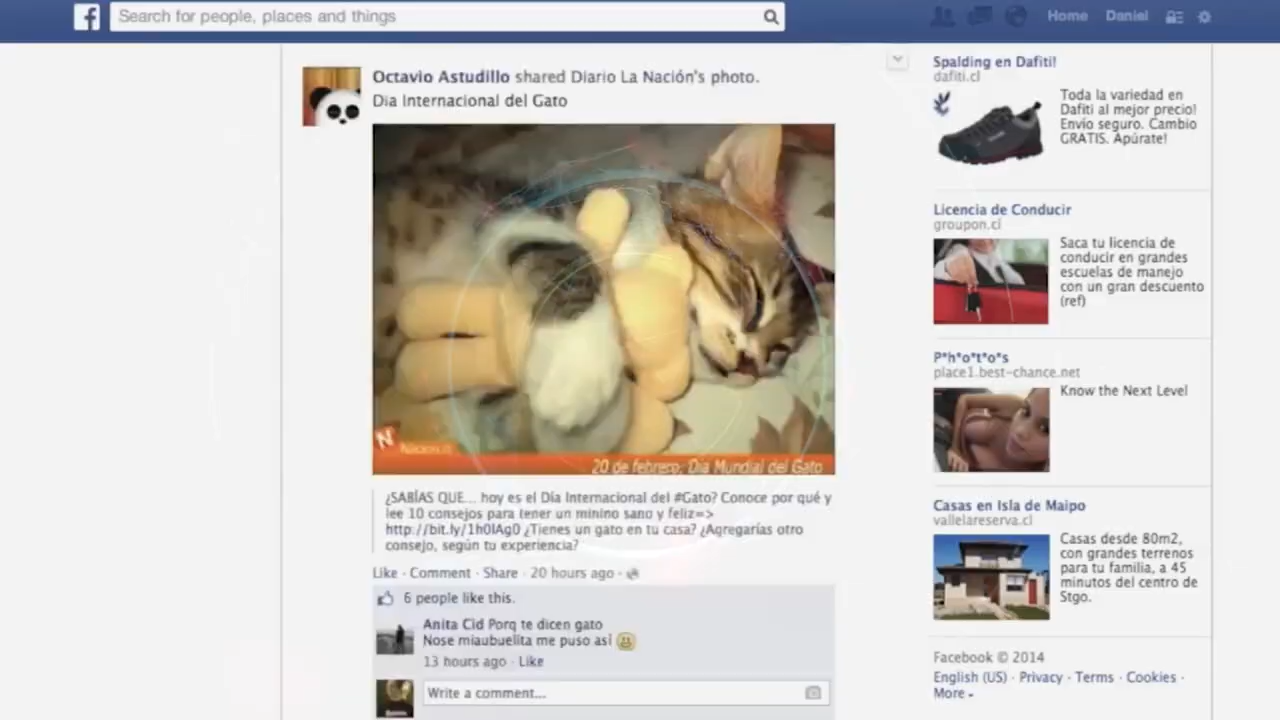 f
Search for people, places and things
Home
Daniel
Octavio Astudillo shared Diario La Nación's photo.
Dia Internacional del Gato
N
Nacion.cl
20 de febrero, Dia Mundial del Gato
¿SABÍAS QUE... hoy es el Día Internacional del #Gato? Conoce por qué y
lee 10 consejos para tener un minino sano y feliz=>
http://bit.ly/1h0lAg0 ¿Tienes un gato en tu casa? ¿Agregarías otro
consejo, según tu experiencia?
Like · Comment · Share · 20 hours ago ·
6 people like this.
Anita Cid Porq te dicen gato
Nose miaubuelita me puso asi
13 hours ago · Like
Write a comment...
Spalding en Dafiti!
dafiti.cl
Toda la variedad en
Dafiti al mejor precio!
Envío seguro. Cambio
GRATIS. Apúrate!
Licencia de Conducir
groupon.cl
Saca tu licencia de
conducir en grandes
escuelas de manejo
con un gran descuento
(ref)
P*h*o*t*o*s
place1.best-chance.net
Know the Next Level
Casas en Isla de Maipo
vallelareserva.cl
Casas desde 80m2,
con grandes terrenos
para tu familia, a 45
minutos del centro de
Stgo.
Facebook © 2014
English (US) · Privacy · Terms · Cookies ·
More